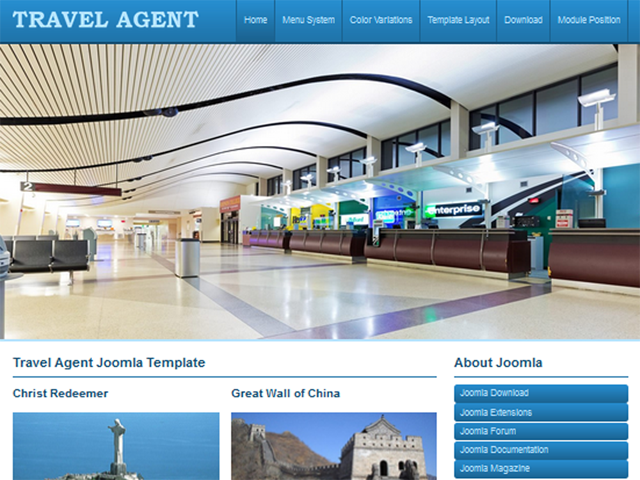 TRAVEL AGENT
Home
Menu System
Color Variations
Template Layout
Download
Module Position
2
enterprise
Travel Agent Joomla Template
Christ Redeemer
Great Wall of China
About Joomla
Joomla Download
Joomla Extensions
Joomla Forum
Joomla Documentation
Joomla Magazine